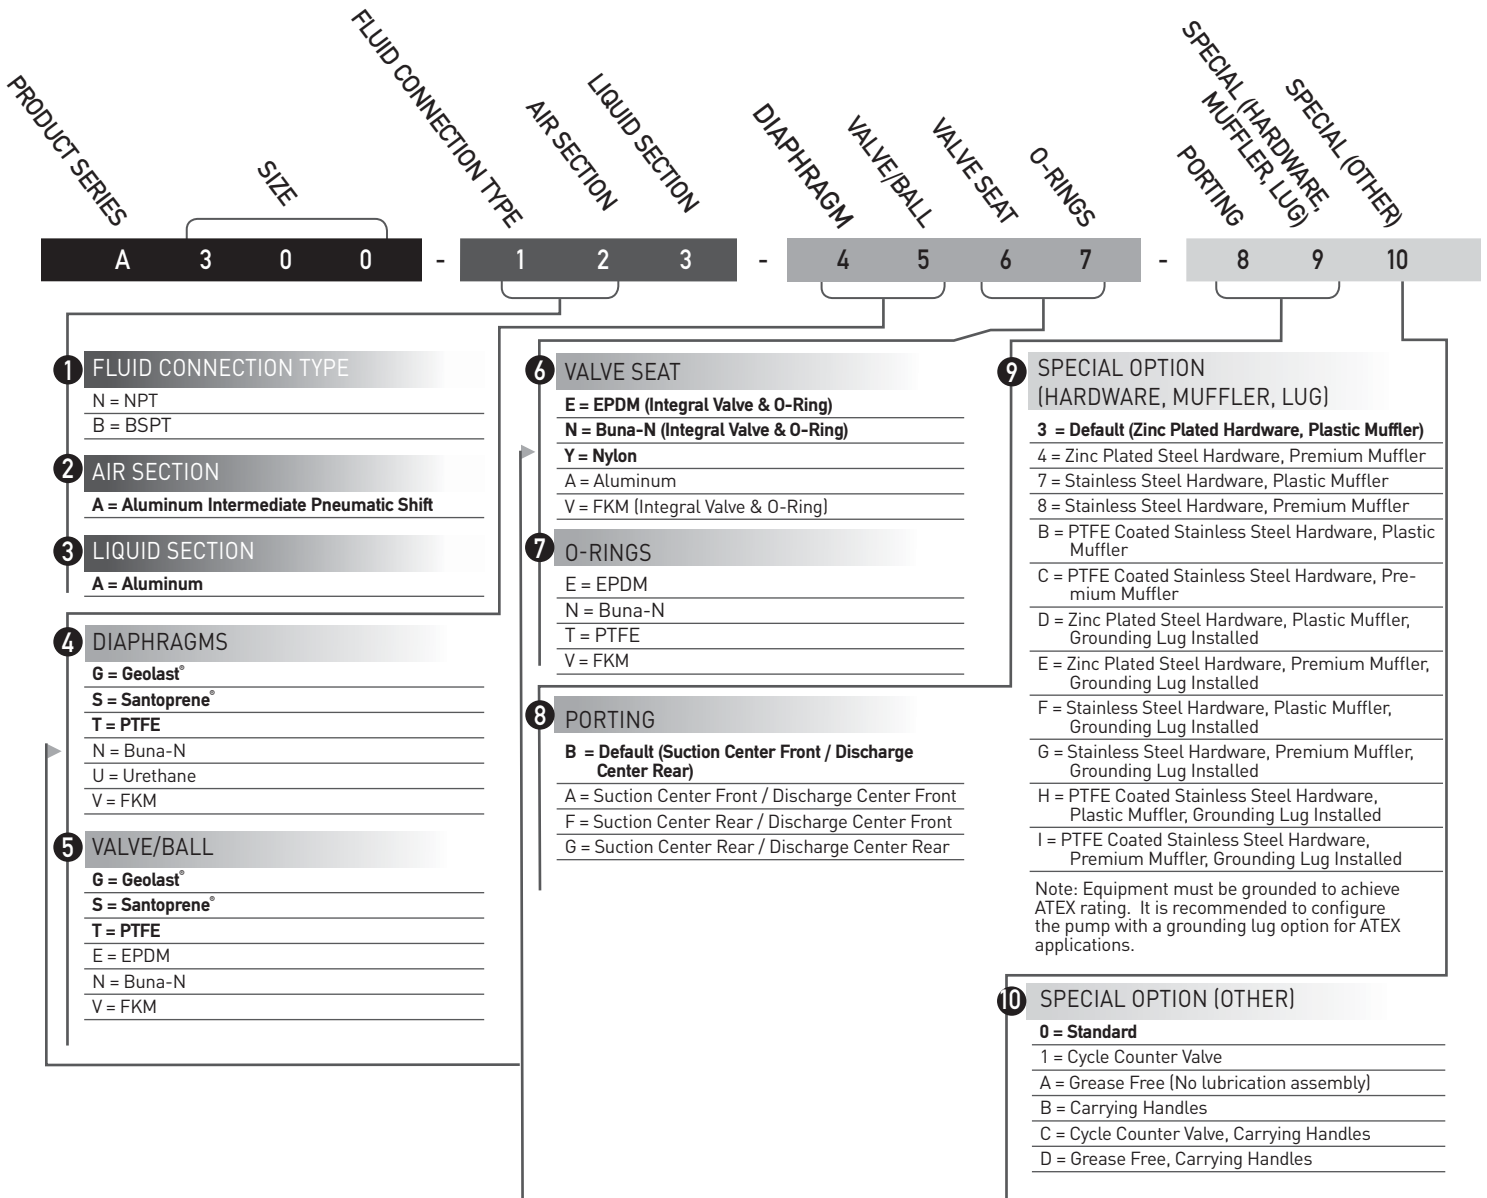 PRODUCT SERIES
SIZE
FLUID CONNECTION TYPE
AIR SECTION
LIQUID SECTION
DIAPHRAGM
VALVE/BALL
VALVE SEAT
O-RINGS
PORTING
SPECIAL (HARDWARE,
MUFFLER, LUG)
SPECIAL (OTHER)
A 3 0 0 - 1 2 3 - 4 5 6 7 - 8 9 10
1 FLUID CONNECTION TYPE
N = NPT
B = BSPT
2 AIR SECTION
A = Aluminum Intermediate Pneumatic Shift
3 LIQUID SECTION
A = Aluminum
4 DIAPHRAGMS
G = Geolast®
S = Santoprene®
T = PTFE
N = Buna-N
U = Urethane
V = FKM
5 VALVE/BALL
G = Geolast®
S = Santoprene®
T = PTFE
E = EPDM
N = Buna-N
V = FKM
6 VALVE SEAT
E = EPDM (Integral Valve & O-Ring)
N = Buna-N (Integral Valve & O-Ring)
Y = Nylon
A = Aluminum
V = FKM (Integral Valve & O-Ring)
7 O-RINGS
E = EPDM
N = Buna-N
T = PTFE
V = FKM
8 PORTING
B = Default (Suction Center Front / Discharge
Center Rear)
A = Suction Center Front / Discharge Center Front
F = Suction Center Rear / Discharge Center Front
G = Suction Center Rear / Discharge Center Rear
9 SPECIAL OPTION
(HARDWARE, MUFFLER, LUG)
3 = Default (Zinc Plated Hardware, Plastic Muffler)
4 = Zinc Plated Steel Hardware, Premium Muffler
7 = Stainless Steel Hardware, Plastic Muffler
8 = Stainless Steel Hardware, Premium Muffler
B = PTFE Coated Stainless Steel Hardware, Plastic
Muffler
C = PTFE Coated Stainless Steel Hardware, Pre-
mium Muffler
D = Zinc Plated Steel Hardware, Plastic Muffler,
Grounding Lug Installed
E = Zinc Plated Steel Hardware, Premium Muffler,
Grounding Lug Installed
F = Stainless Steel Hardware, Plastic Muffler,
Grounding Lug Installed
G = Stainless Steel Hardware, Premium Muffler,
Grounding Lug Installed
H = PTFE Coated Stainless Steel Hardware,
Plastic Muffler, Grounding Lug Installed
I = PTFE Coated Stainless Steel Hardware,
Premium Muffler, Grounding Lug Installed
Note: Equipment must be grounded to achieve
ATEX rating. It is recommended to configure
the pump with a grounding lug option for ATEX
applications.
10 SPECIAL OPTION (OTHER)
0 = Standard
1 = Cycle Counter Valve
A = Grease Free (No lubrication assembly)
B = Carrying Handles
C = Cycle Counter Valve, Carrying Handles
D = Grease Free, Carrying Handles